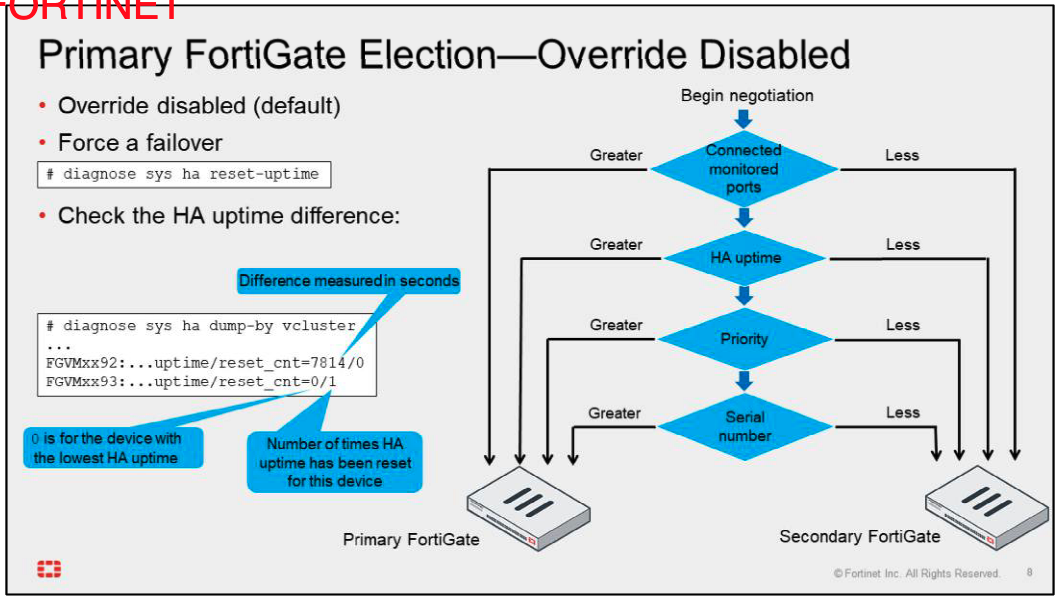 FORTINET
Primary FortiGate Election—Override Disabled
• Override disabled (default)
• Force a failover
# diagnose sys ha reset-uptime
• Check the HA uptime difference:
Difference measured in seconds
# diagnose sys ha dump-by vcluster
...
FGVMxx92:...uptime/reset_cnt=7814/0
FGVMxx93:...uptime/reset_cnt=0/1
0 is for the device with
the lowest HA uptime
Number of times HA
uptime has been reset
for this device
Begin negotiation
Greater
Connected
monitored
ports
Less
Greater
HA uptime
Less
Greater
Priority
Less
Greater
Serial
number
Less
Primary FortiGate
Secondary FortiGate
© Fortinet Inc. All Rights Reserved.
8